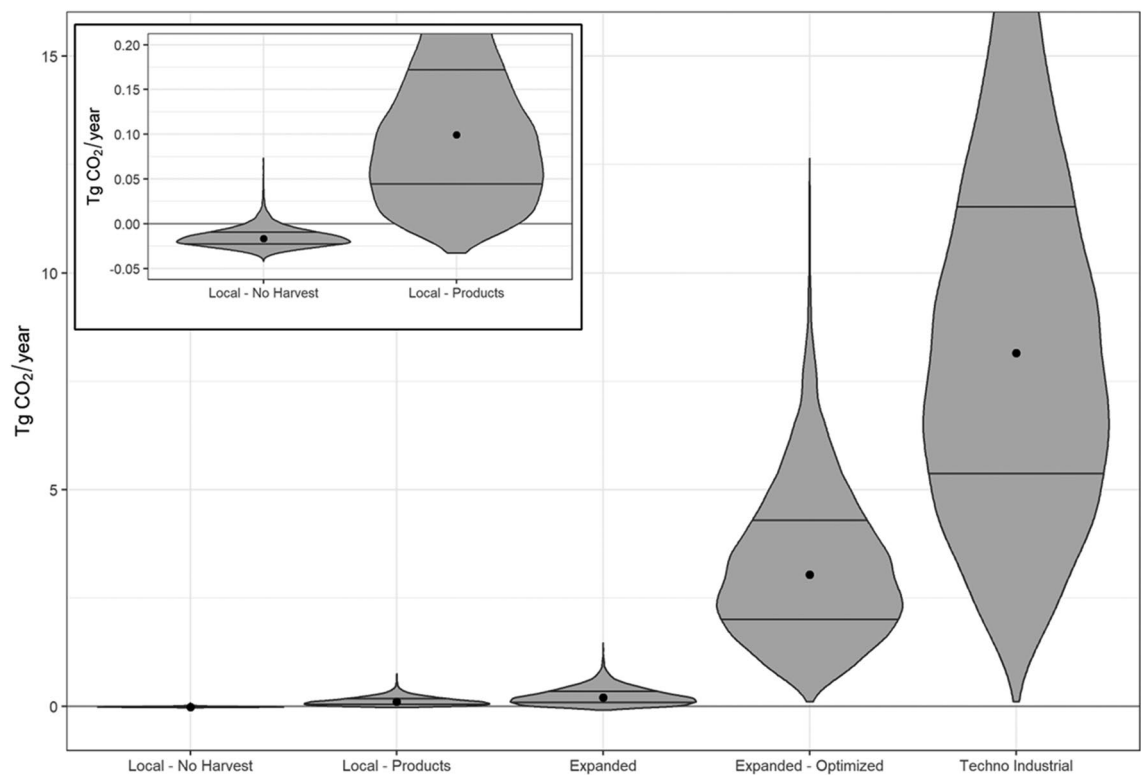 0.20
0.15
0.10
0.05
0.00
-0.05
Tg CO₂/year
Local - No Harvest
Local - Products
15
10
5
0
Tg CO₂/year
Local - No Harvest
Local - Products
Expanded
Expanded - Optimized
Techno Industrial